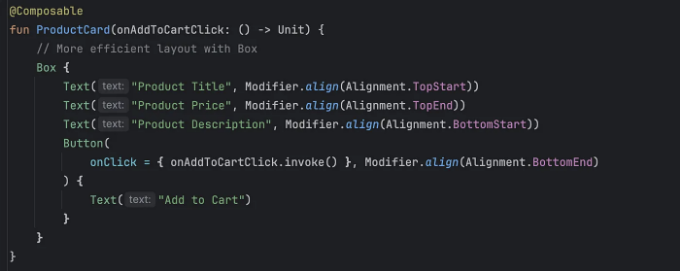 @Composable
fun ProductCard(onAddToCartClick: () -> Unit) {
    // More efficient layout with Box
    Box {
        Text( text: "Product Title", Modifier.align(Alignment.TopStart))
        Text( text: "Product Price", Modifier.align(Alignment.TopEnd))
        Text( text: "Product Description", Modifier.align(Alignment.BottomStart))
        Button(
            onClick = { onAddToCartClick.invoke() }, Modifier.align(Alignment.BottomEnd)
        ) {
            Text( text: "Add to Cart")
        }
    }
}